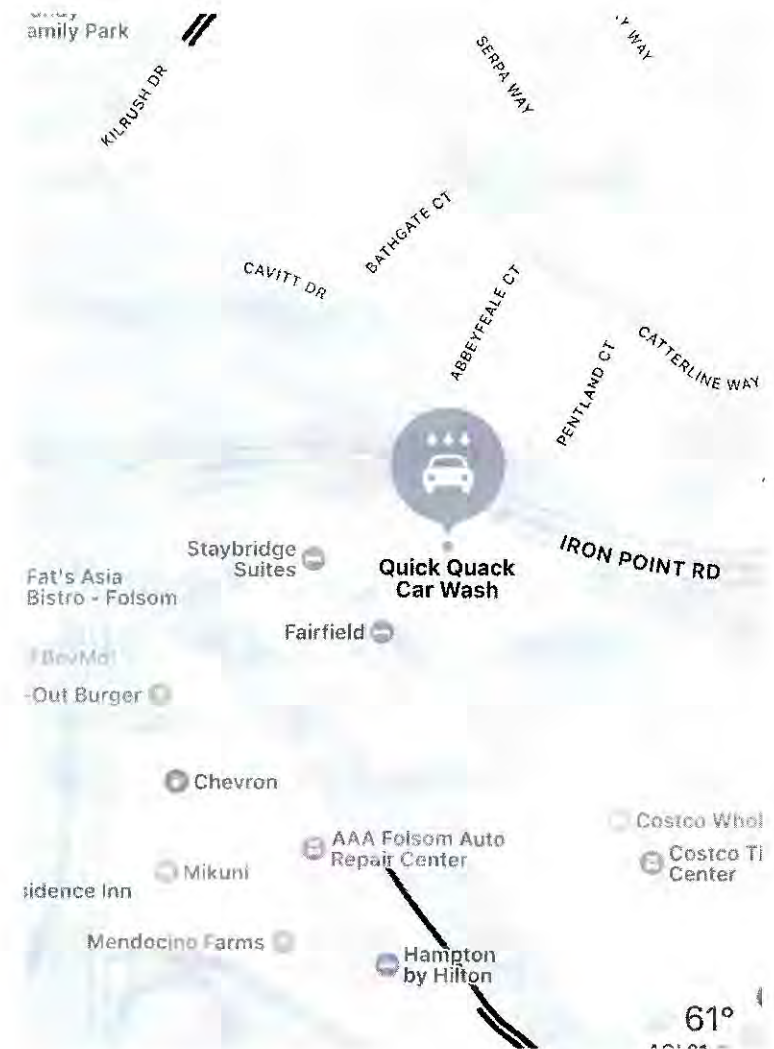 amily Park
KILRUSH DR
SERPA WAY
Y WAY
BATHGATE CT
CAVITT DR
ABBEYFEALE CT
CATTERLINE WAY
PENTLAND CT
Staybridge
Suites
Quick Quack
Car Wash
IRON POINT RD
Fat's Asia
Bistro - Folsom
Fairfield
BevMo!
-Out Burger
Chevron
Costco Whol
AAA Folsom Auto
Repair Center
Costco Ti
Center
Mikuni
sidence Inn
Mendocino Farms
Hampton
by Hilton
61°